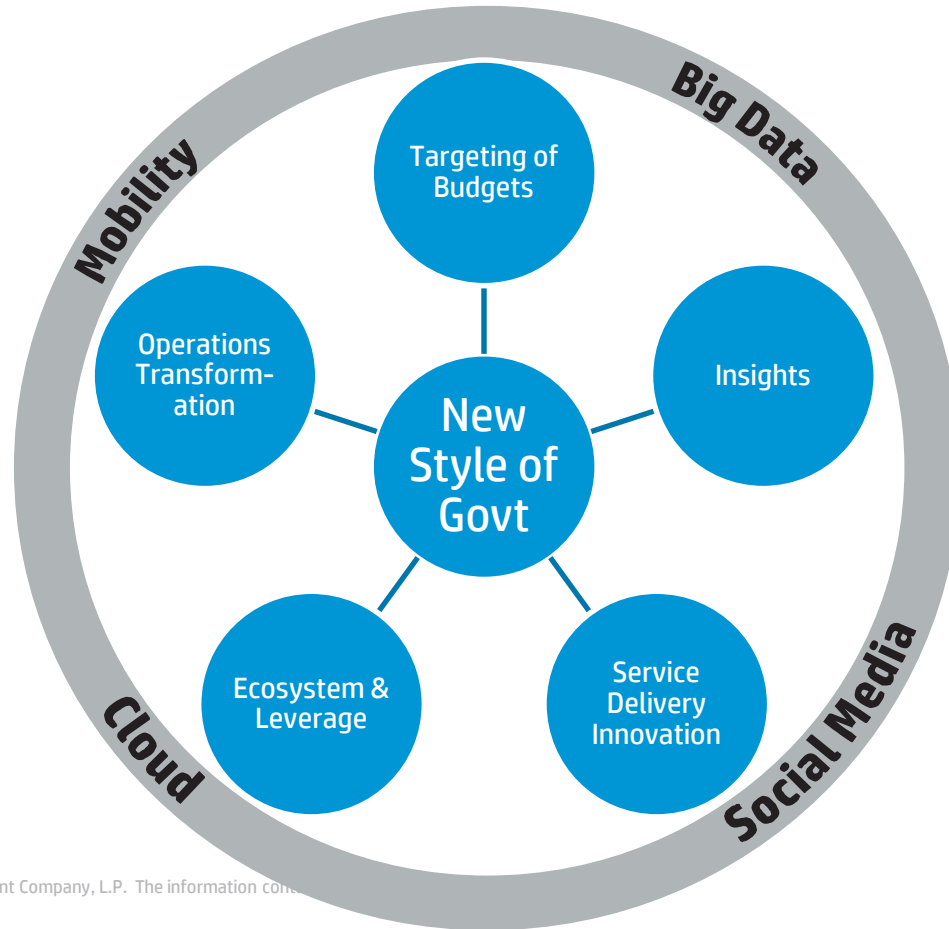 Big Data
Mobility
Targeting of
Budgets
Operations
Transform-
ation
Insights
New
Style of
Govt
Ecosystem &
Leverage
Service
Delivery
Innovation
Cloud
Social Media
nt Company, L.P. The information